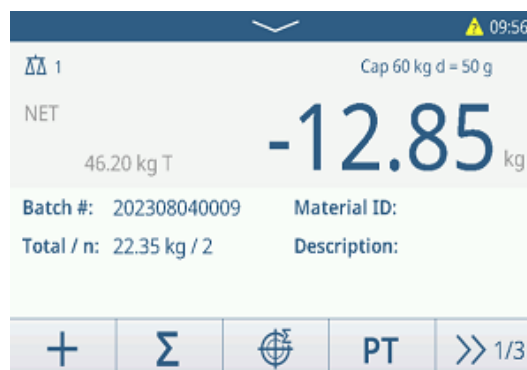 09:56
1 Cap 60 kg d = 50 g
NET
-12.85 kg
46.20 kg T
Batch #: 202308040009 Material ID:
Total / n: 22.35 kg / 2 Description:
+ Σ Σ PT >> 1/3